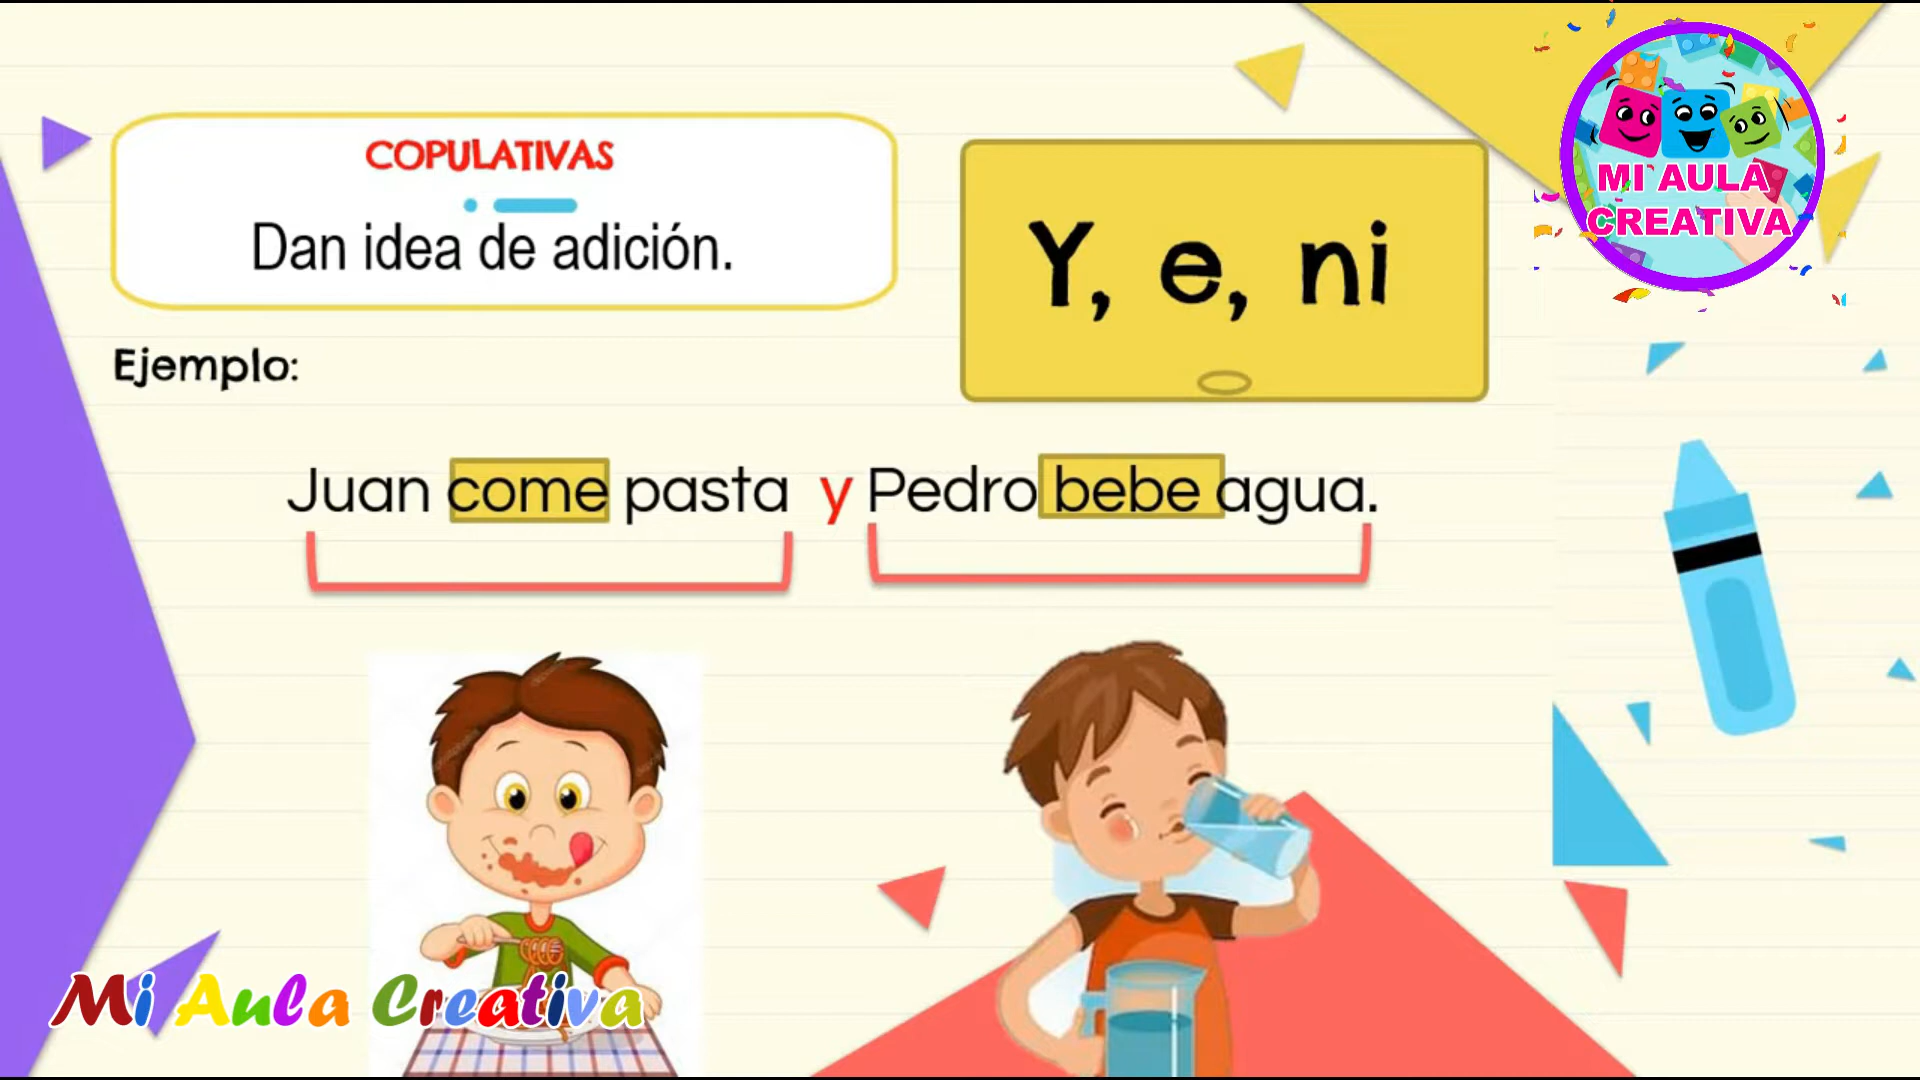 COPULATIVAS
Dan idea de adición.
Y, e, ni
MI AULA
CREATIVA
Ejemplo:
Juan come pasta y Pedro bebe agua.
Mi Aula Creativa